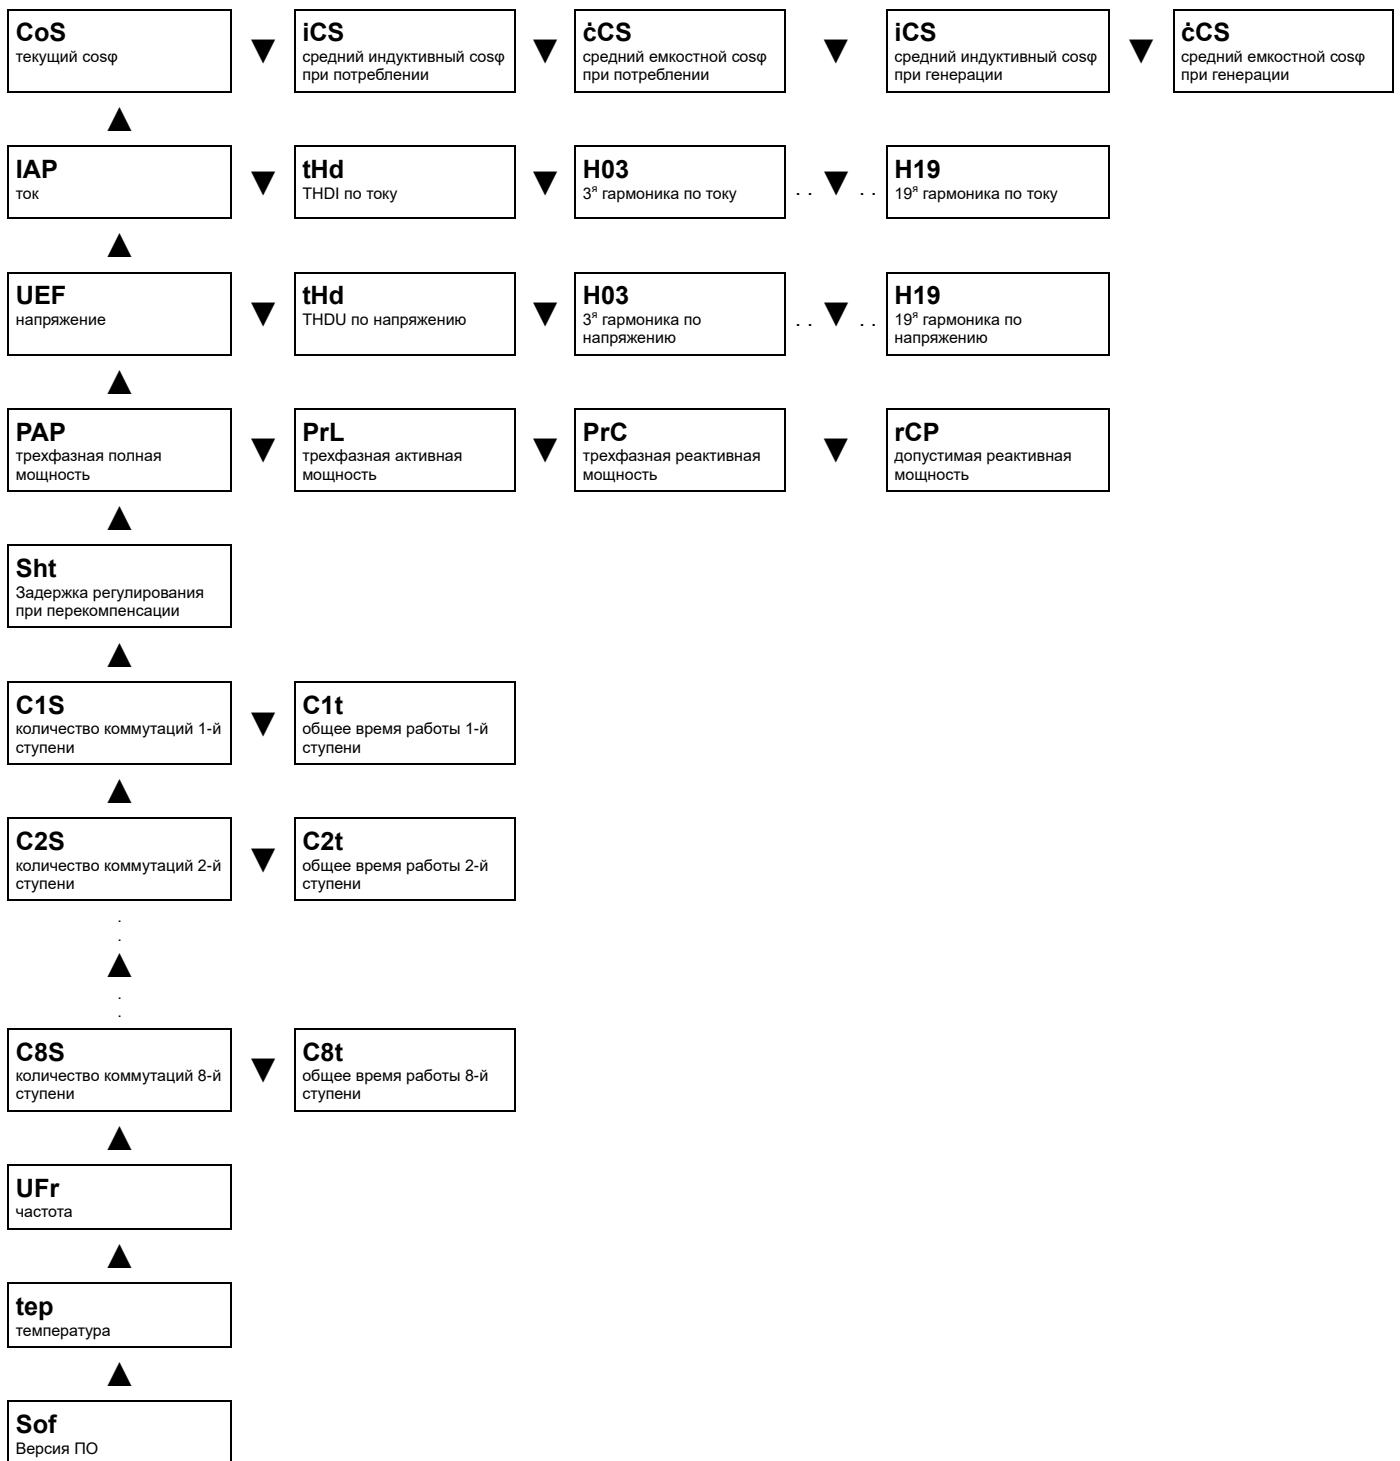 CoS
текущий cosφ
▼
iCS
средний индуктивный cosφ
при потреблении
▼
ċCS
средний емкостной cosφ
при потреблении
▼
iCS
средний индуктивный cosφ
при генерации
▼
ċCS
средний емкостной cosφ
при генерации
▲
IAP
ток
▼
tHd
THDI по току
▼
H03
3я гармоника по току
. . ▼ . .
H19
19я гармоника по току
▲
UEF
напряжение
▼
tHd
THDU по напряжению
▼
H03
3я гармоника по
напряжению
. . ▼ . .
H19
19я гармоника по
напряжению
▲
PAP
трехфазная полная
мощность
▼
PrL
трехфазная активная
мощность
▼
PrC
трехфазная реактивная
мощность
▼
rCP
допустимая реактивная
мощность
▲
Sht
Задержка регулирования
при перекомпенсации
▲
C1S
количество коммутаций 1-й
ступени
▼
C1t
общее время работы 1-й
ступени
▲
C2S
количество коммутаций 2-й
ступени
▼
C2t
общее время работы 2-й
ступени
.
.
▲
.
.
C8S
количество коммутаций 8-й
ступени
▼
C8t
общее время работы 8-й
ступени
▲
UFr
частота
▲
tep
температура
▲
Sof
Версия ПО